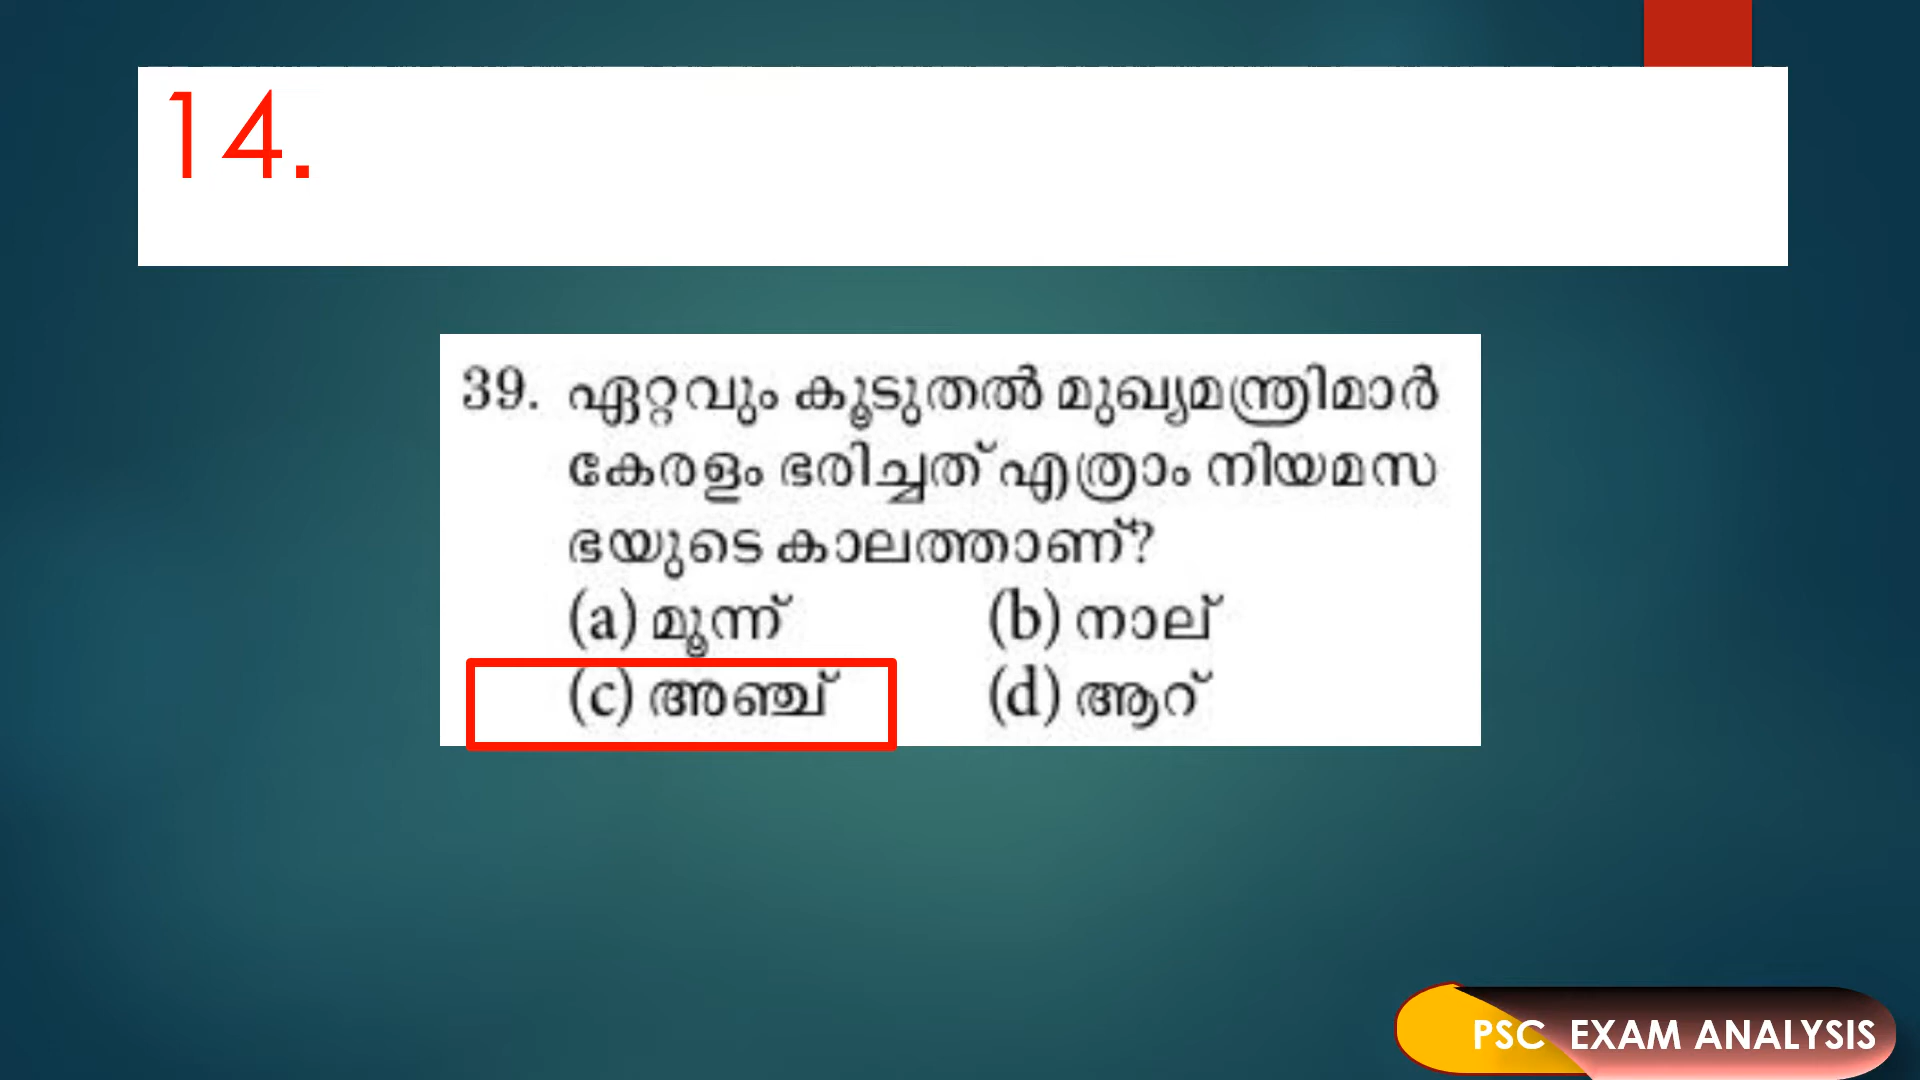 14.
39. ഏറ്റവും കൂടുതൽ മുഖ്യമന്ത്രിമാർ
കേരളം ഭരിച്ചത് എത്രാം നിയമസ
ഭയുടെ കാലത്താണ്?
(a) മൂന്ന് (b) നാല്
(c) അഞ്ച് (d) ആറ്
PSC EXAM ANALYSIS